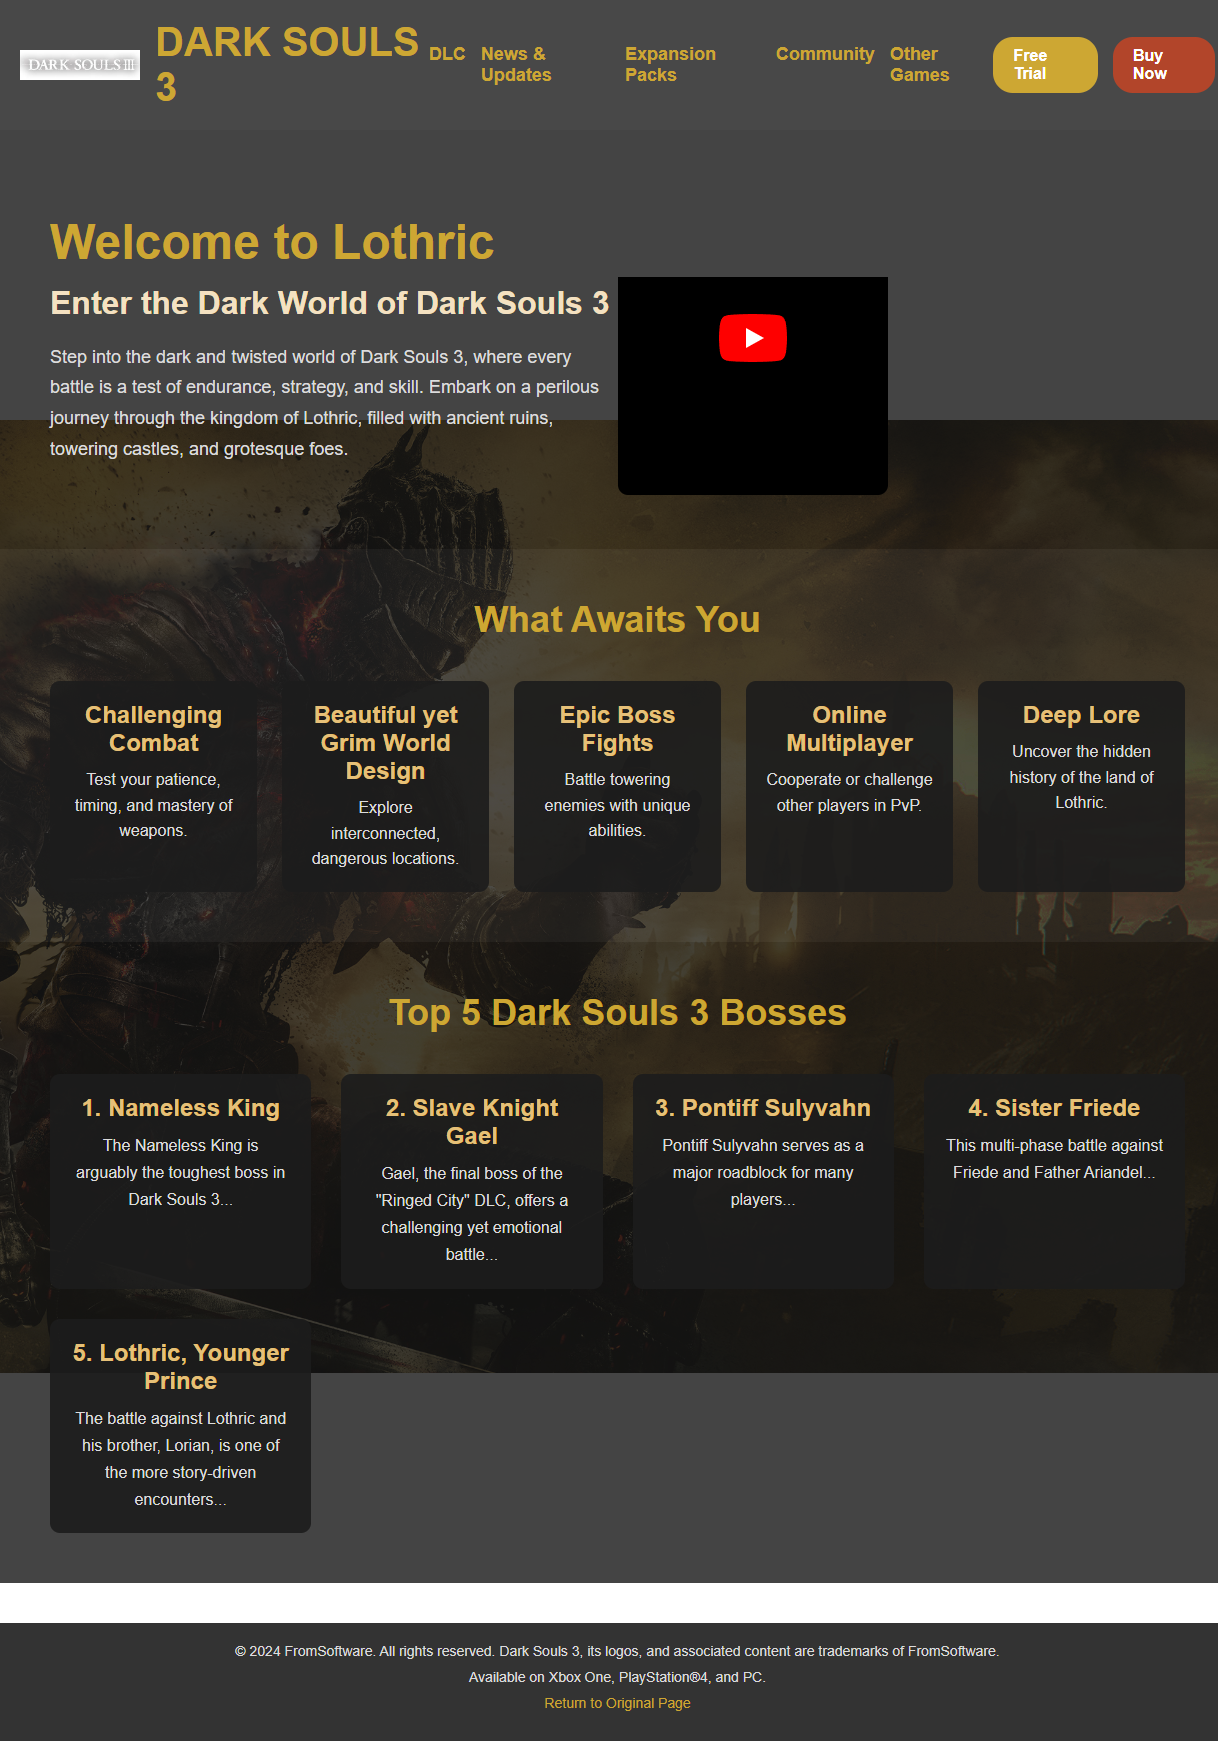 DARK SOULS III
DARK SOULS
3
DLC
News &
Updates
Expansion
Packs
Community
Other
Games
Free
Trial
Buy
Now
Welcome to Lothric
Enter the Dark World of Dark Souls 3
Step into the dark and twisted world of Dark Souls 3, where every
battle is a test of endurance, strategy, and skill. Embark on a perilous
journey through the kingdom of Lothric, filled with ancient ruins,
towering castles, and grotesque foes.
What Awaits You
Challenging
Combat
Test your patience,
timing, and mastery of
weapons.
Beautiful yet
Grim World
Design
Explore
interconnected,
dangerous locations.
Epic Boss
Fights
Battle towering
enemies with unique
abilities.
Online
Multiplayer
Cooperate or challenge
other players in PvP.
Deep Lore
Uncover the hidden
history of the land of
Lothric.
Top 5 Dark Souls 3 Bosses
1. Nameless King
The Nameless King is
arguably the toughest boss in
Dark Souls 3...
2. Slave Knight
Gael
Gael, the final boss of the
"Ringed City" DLC, offers a
challenging yet emotional
battle...
3. Pontiff Sulyvahn
Pontiff Sulyvahn serves as a
major roadblock for many
players...
4. Sister Friede
This multi-phase battle against
Friede and Father Ariandel...
5. Lothric, Younger
Prince
The battle against Lothric and
his brother, Lorian, is one of
the more story-driven
encounters...
© 2024 FromSoftware. All rights reserved. Dark Souls 3, its logos, and associated content are trademarks of FromSoftware.
Available on Xbox One, PlayStation®4, and PC.
Return to Original Page